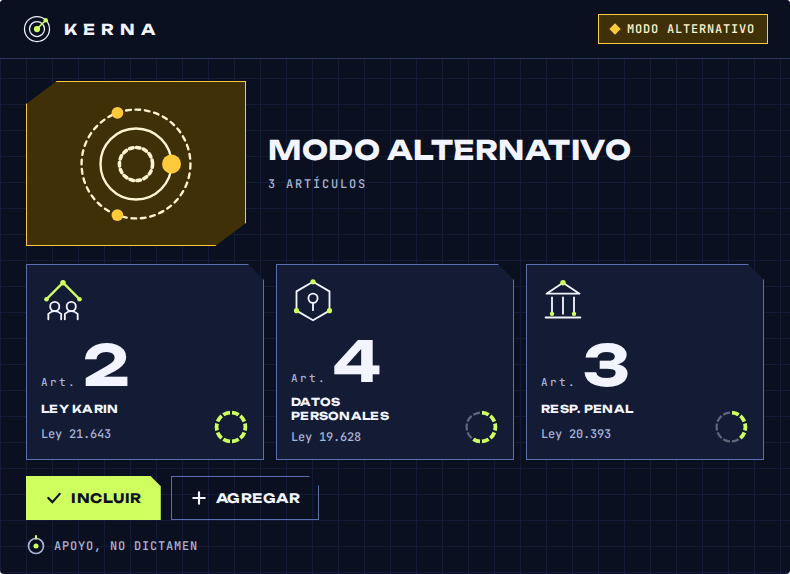 KERNA
MODO ALTERNATIVO
MODO ALTERNATIVO
3 ARTÍCULOS
Art. 2
LEY KARIN
Ley 21.643
Art. 4
DATOS
PERSONALES
Ley 19.628
Art. 3
RESP. PENAL
Ley 20.393
INCLUIR
AGREGAR
APOYO, NO DICTAMEN